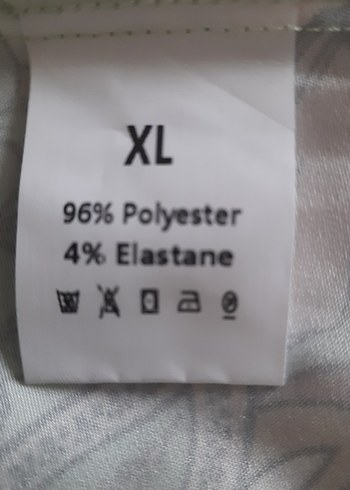 XL
96% Polyester
4% Elastane